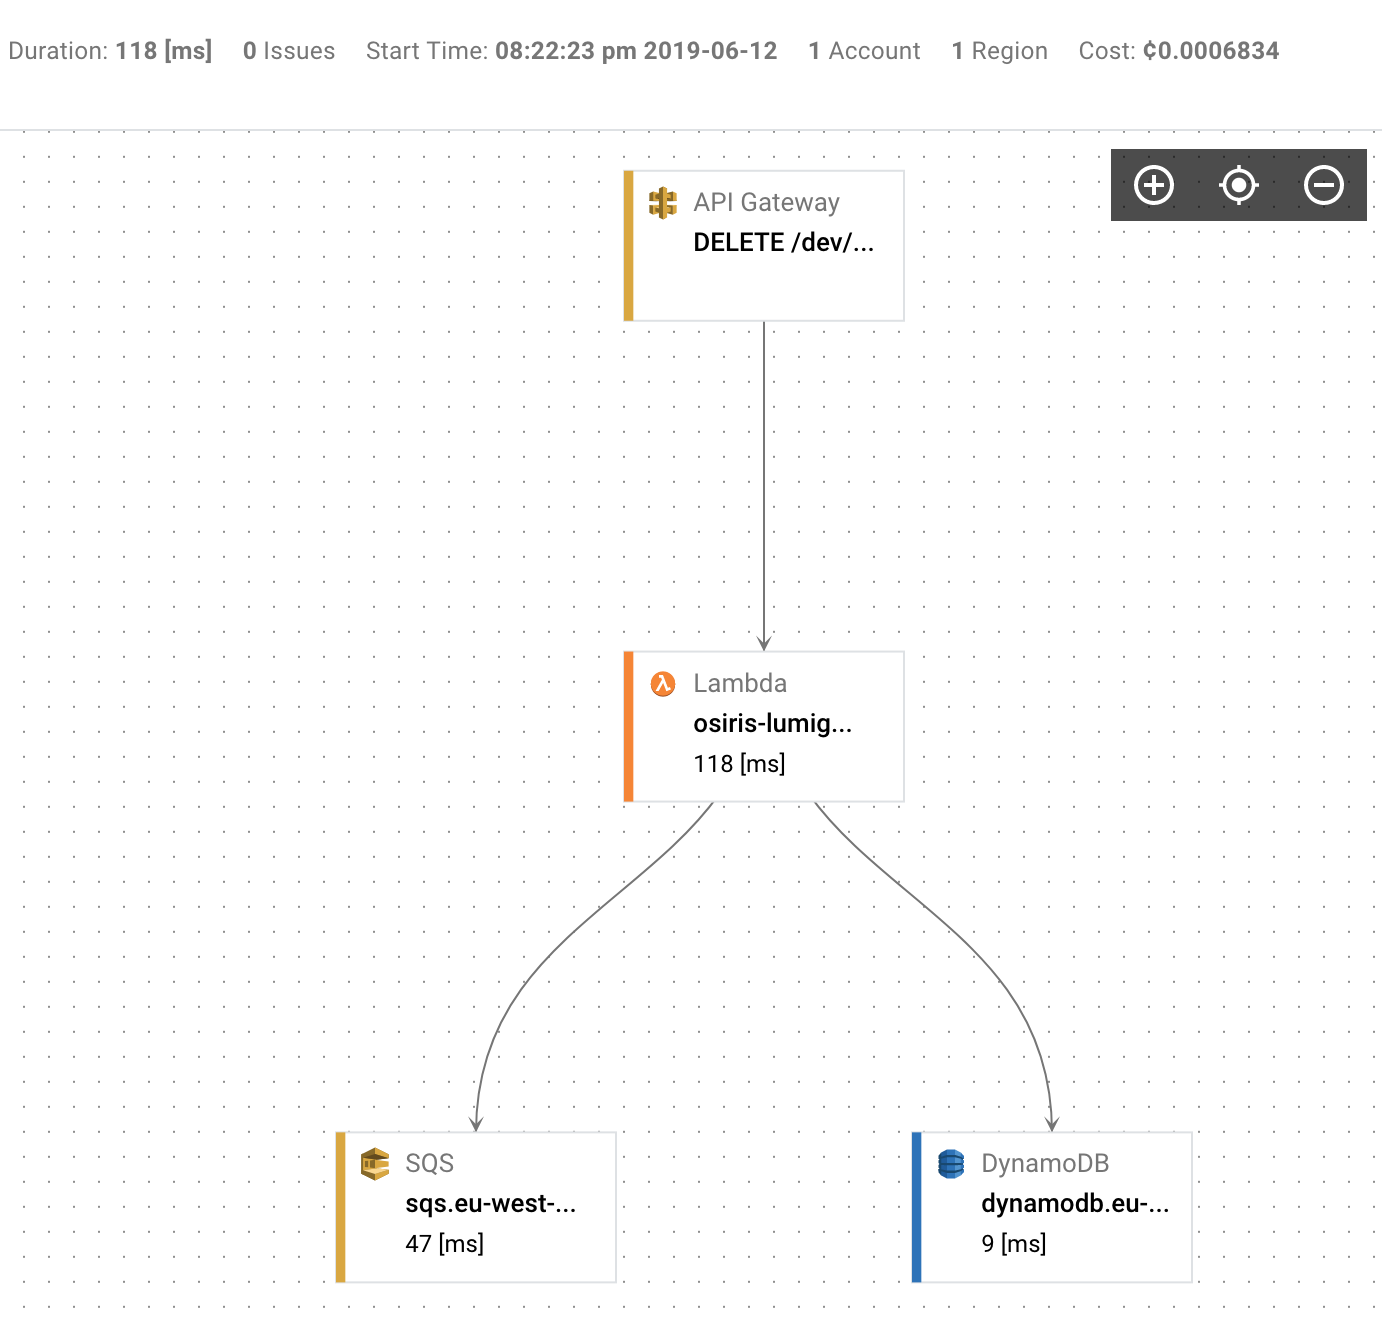 Duration: 118 [ms] 0 Issues Start Time: 08:22:23 pm 2019-06-12 1 Account 1 Region Cost: ¢0.0006834
API Gateway
DELETE /dev/...
Lambda
osiris-lumig...
118 [ms]
SQS
sqs.eu-west-...
47 [ms]
DynamoDB
dynamodb.eu-...
9 [ms]